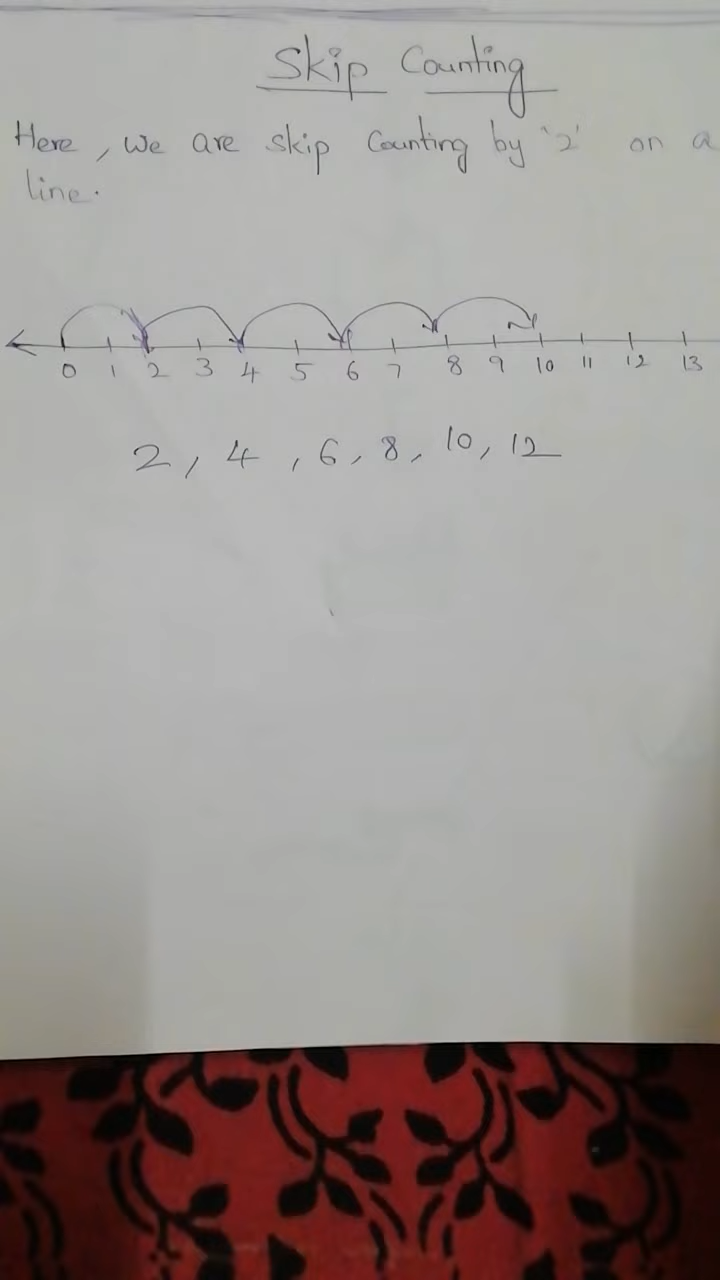 Skip Counting
Here, we are skip Counting by '2' on a
line.
0 1 2 3 4 5 6 7 8 9 10 11 12 13
2, 4, 6, 8, 10, 12